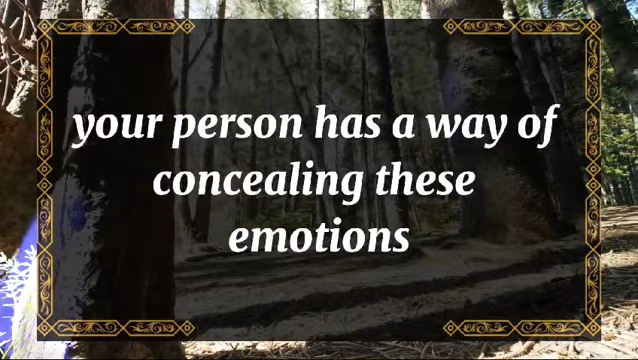 your person has a way of
concealing these
emotions